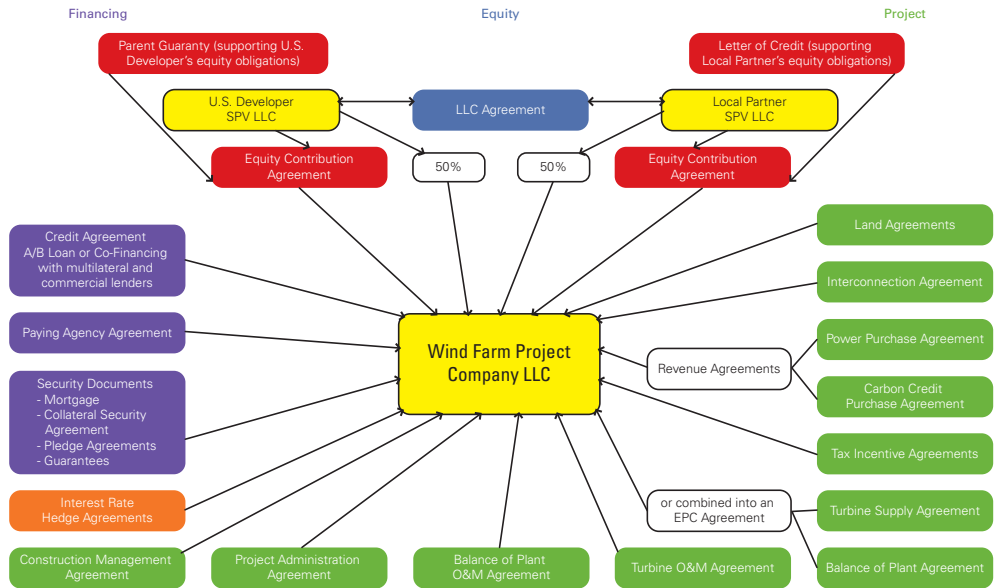 Financing
Equity
Project
Parent Guaranty (supporting U.S.
Developer's equity obligations)
Letter of Credit (supporting
Local Partner's equity obligations)
U.S. Developer
SPV LLC
LLC Agreement
Local Partner
SPV LLC
Equity Contribution
Agreement
50%
50%
Equity Contribution
Agreement
Credit Agreement
A/B Loan or Co-Financing
with multilateral and
commercial lenders
Land Agreements
Interconnection Agreement
Paying Agency Agreement
Wind Farm Project
Company LLC
Revenue Agreements
Power Purchase Agreement
Carbon Credit
Purchase Agreement
Security Documents
- Mortgage
- Collateral Security
Agreement
- Pledge Agreements
- Guarantees
Tax Incentive Agreements
Interest Rate
Hedge Agreements
or combined into an
EPC Agreement
Turbine Supply Agreement
Construction Management
Agreement
Project Administration
Agreement
Balance of Plant
O&M Agreement
Turbine O&M Agreement
Balance of Plant Agreement